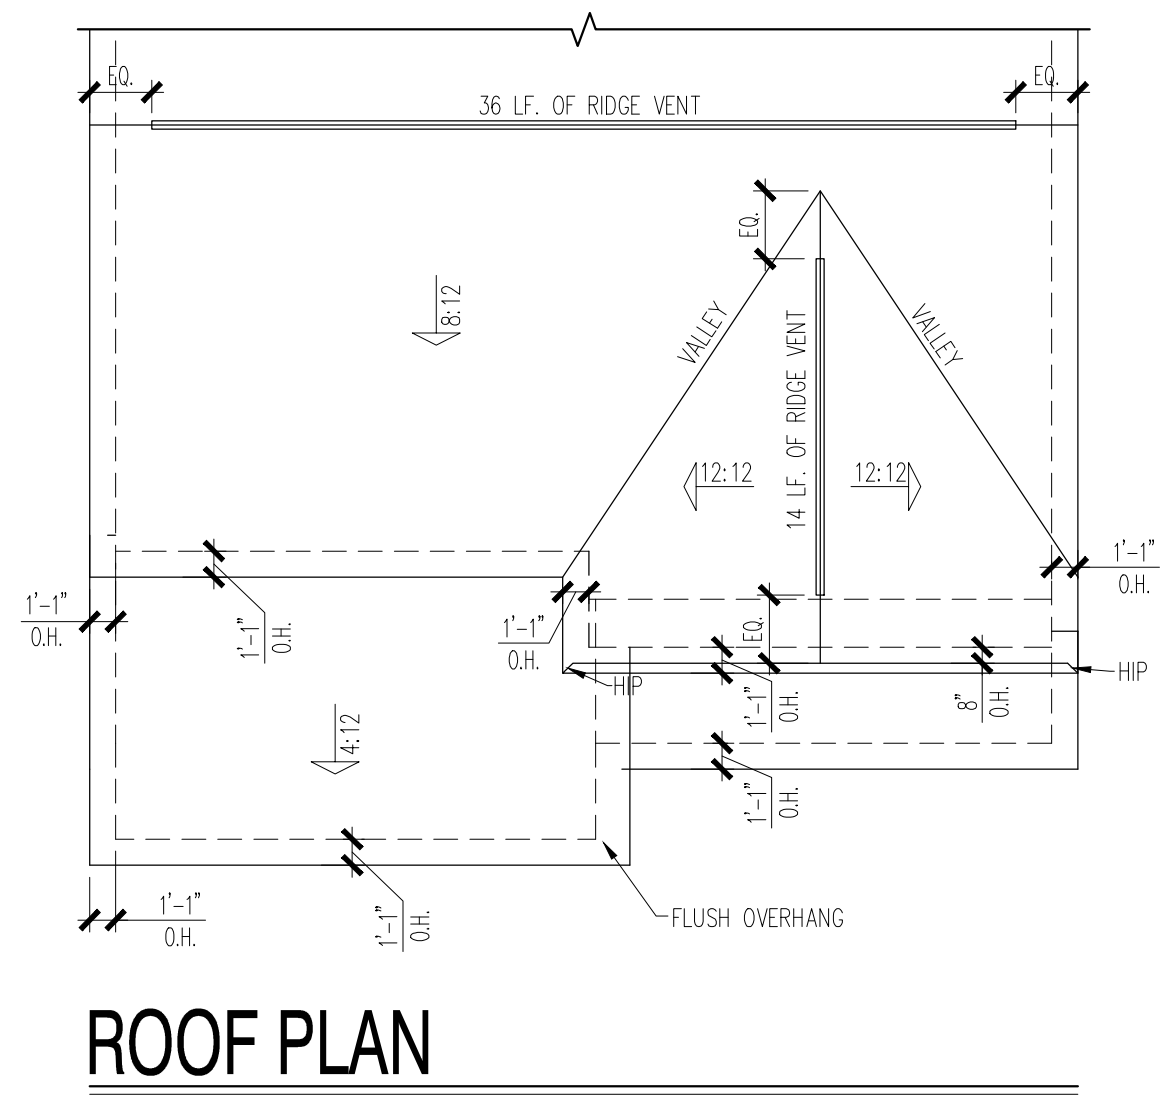 EQ.
EQ.
36 LF. OF RIDGE VENT
EQ.
8:12
VALLEY
VALLEY
14 LF. OF RIDGE VENT
12:12
12:12
1'-1"
O.H.
1'-1"
O.H.
1'-1"
O.H.
1'-1"
O.H.
EQ.
HIP
HIP
1'-1"
O.H.
8"
O.H.
4:12
1'-1"
O.H.
1'-1"
O.H.
1'-1"
O.H.
FLUSH OVERHANG
ROOF PLAN